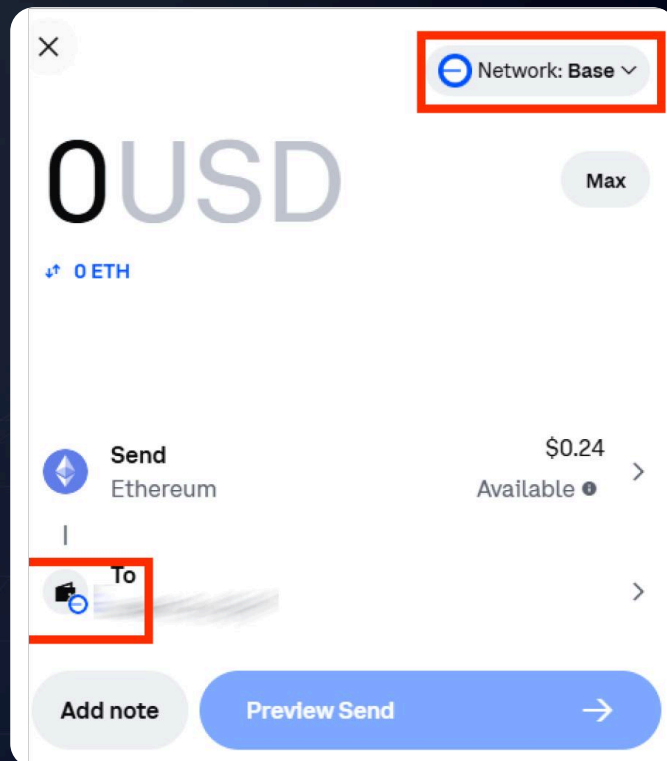 Network: Base
0USD
Max
0 ETH
Send
$0.24
Ethereum
Available
To
Add note
Preview Send